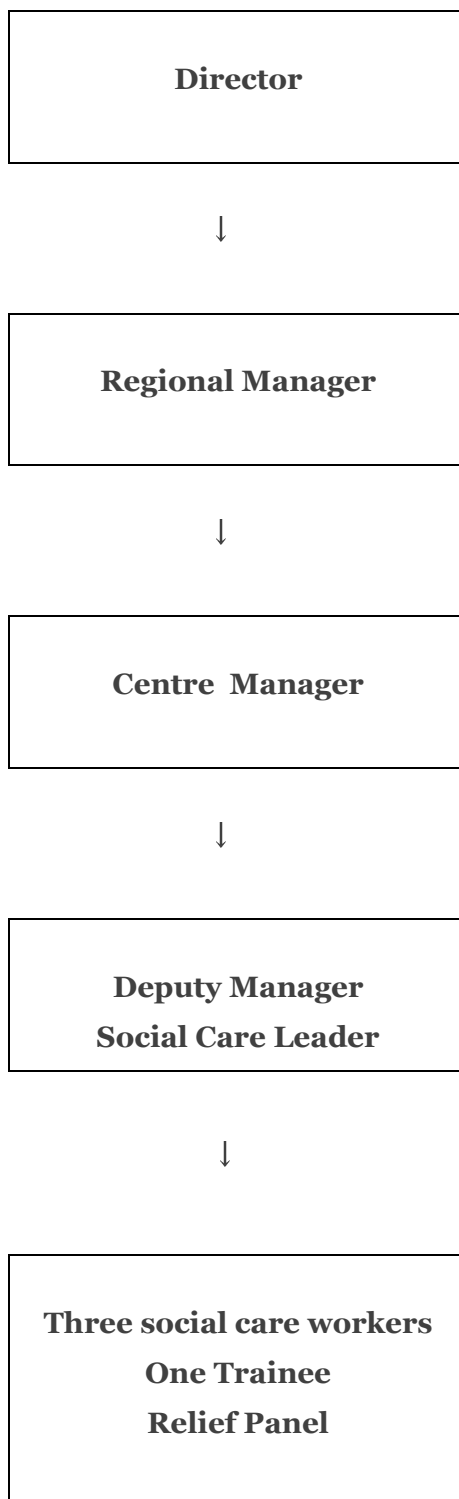 Director
↓
Regional Manager
↓
Centre  Manager
↓
Deputy Manager
Social Care Leader
↓
Three social care workers
One Trainee
Relief Panel